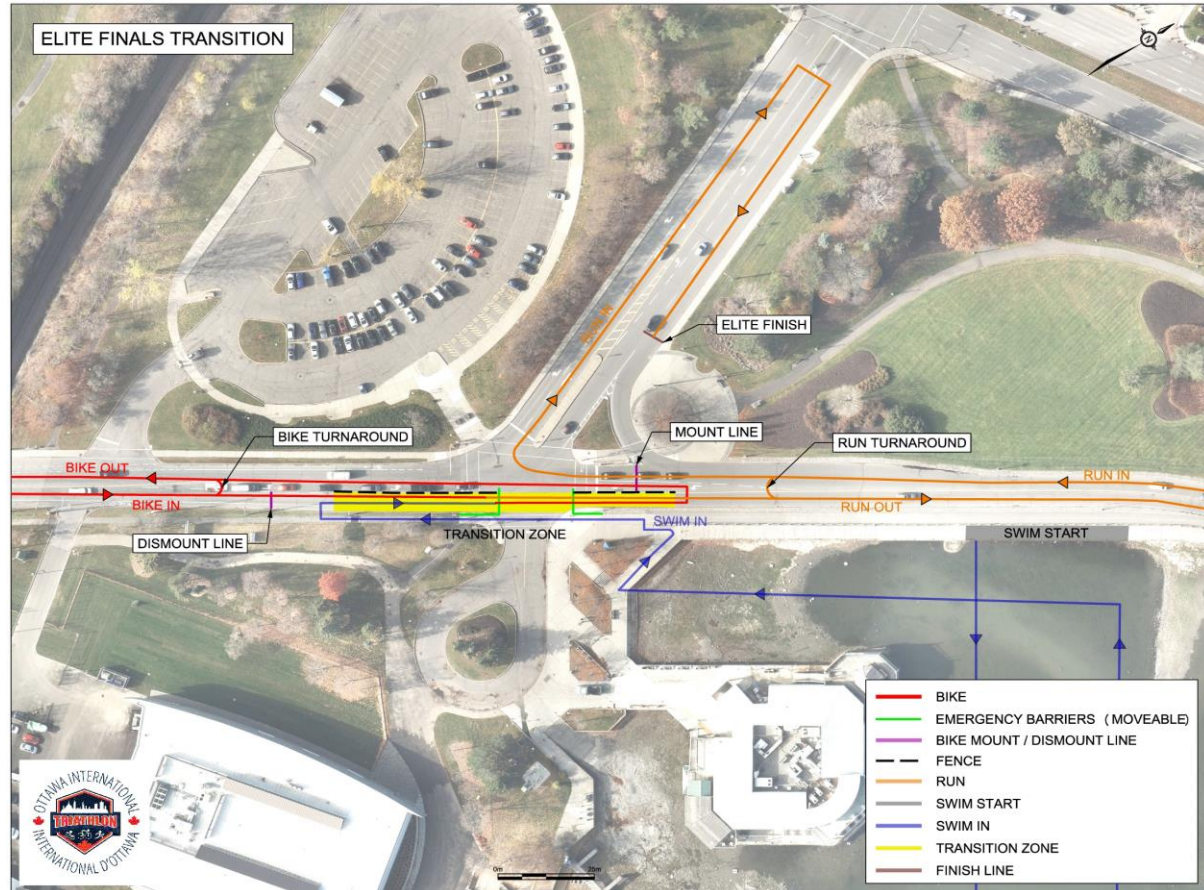 ELITE FINALS TRANSITION
N
RUN IN
ELITE FINISH
MOUNT LINE
BIKE TURNAROUND
RUN TURNAROUND
BIKE OUT
RUN IN
BIKE IN
RUN OUT
SWIM IN
DISMOUNT LINE
TRANSITION ZONE
SWIM START
BIKE
EMERGENCY BARRIERS ( MOVEABLE)
BIKE MOUNT / DISMOUNT LINE
FENCE
RUN
SWIM START
SWIM IN
TRANSITION ZONE
FINISH LINE
OTTAWA INTERNATIONAL
TRIATHLON
INTERNATIONAL D'OTTAWA
0m 25m